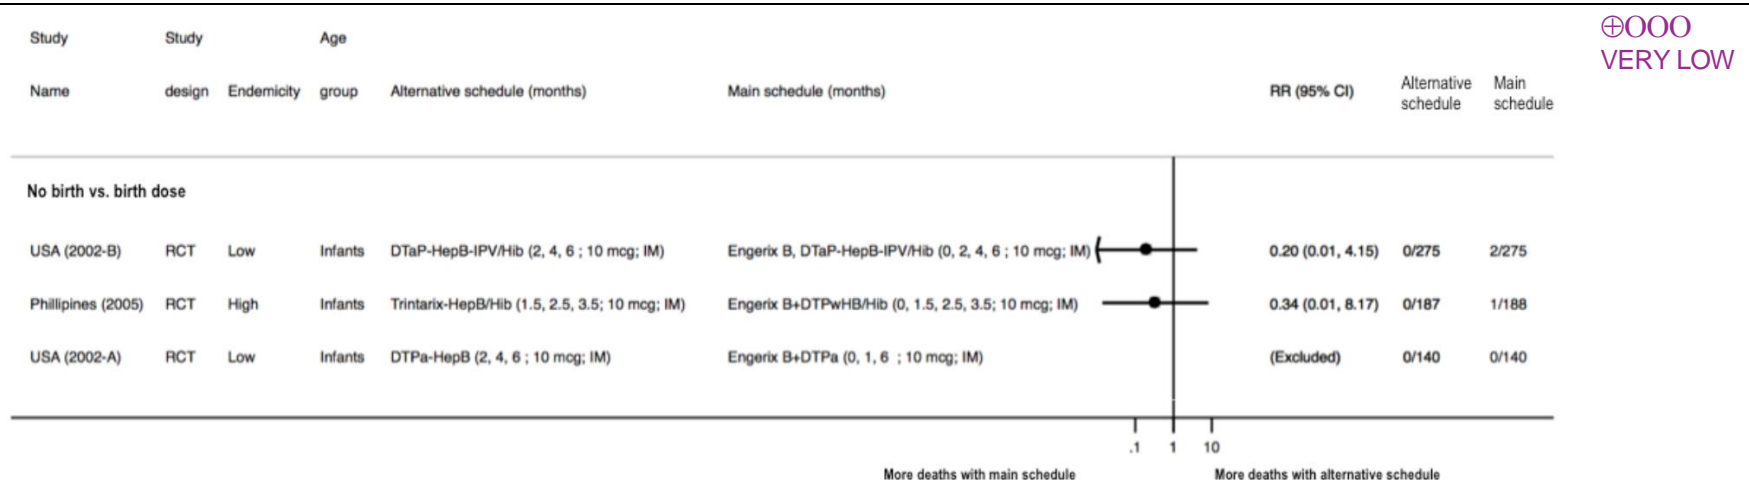 Study Study Age ⊕OOO
VERY LOW
Name design Endemicity group Alternative schedule (months) Main schedule (months) RR (95% CI) Alternative schedule Main schedule
No birth vs. birth dose
USA (2002-B) RCT Low Infants DTaP-HepB-IPV/Hib (2, 4, 6 ; 10 mcg; IM) Engerix B, DTaP-HepB-IPV/Hib (0, 2, 4, 6 ; 10 mcg; IM) 0.20 (0.01, 4.15) 0/275 2/275
Phillipines (2005) RCT High Infants Trintarix-HepB/Hib (1.5, 2.5, 3.5; 10 mcg; IM) Engerix B+DTPwHB/Hib (0, 1.5, 2.5, 3.5; 10 mcg; IM) 0.34 (0.01, 8.17) 0/187 1/188
USA (2002-A) RCT Low Infants DTPa-HepB (2, 4, 6 ; 10 mcg; IM) Engerix B+DTPa (0, 1, 6 ; 10 mcg; IM) (Excluded) 0/140 0/140
.1 1 10
More deaths with main schedule More deaths with alternative schedule